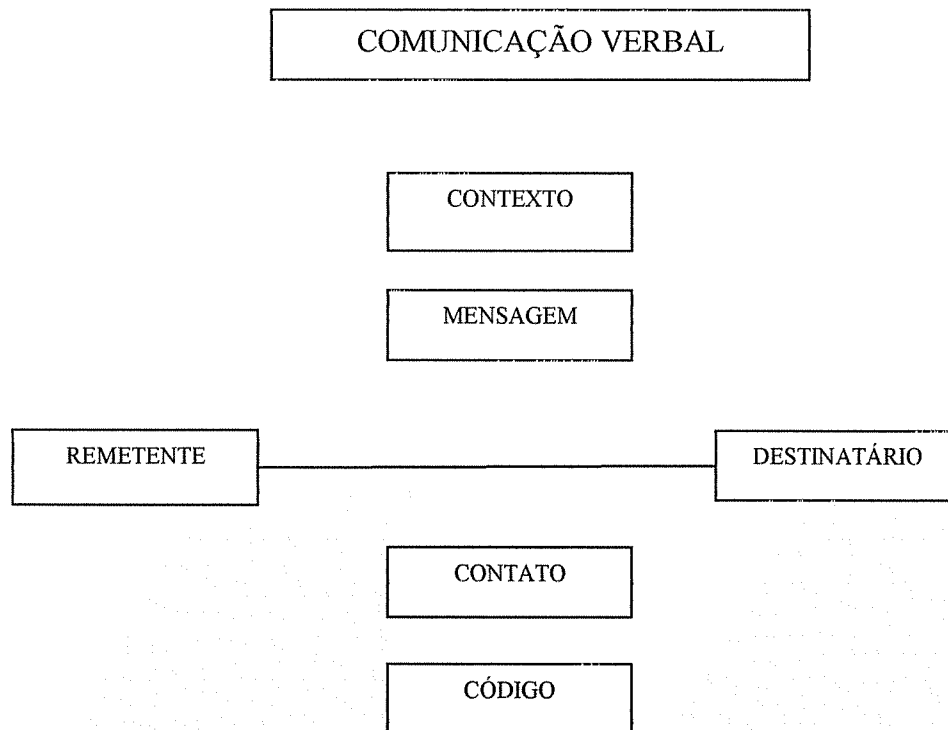 COMUNICAÇÃO VERBAL
CONTEXTO
MENSAGEM
REMETENTE
DESTINATÁRIO
CONTATO
CÓDIGO